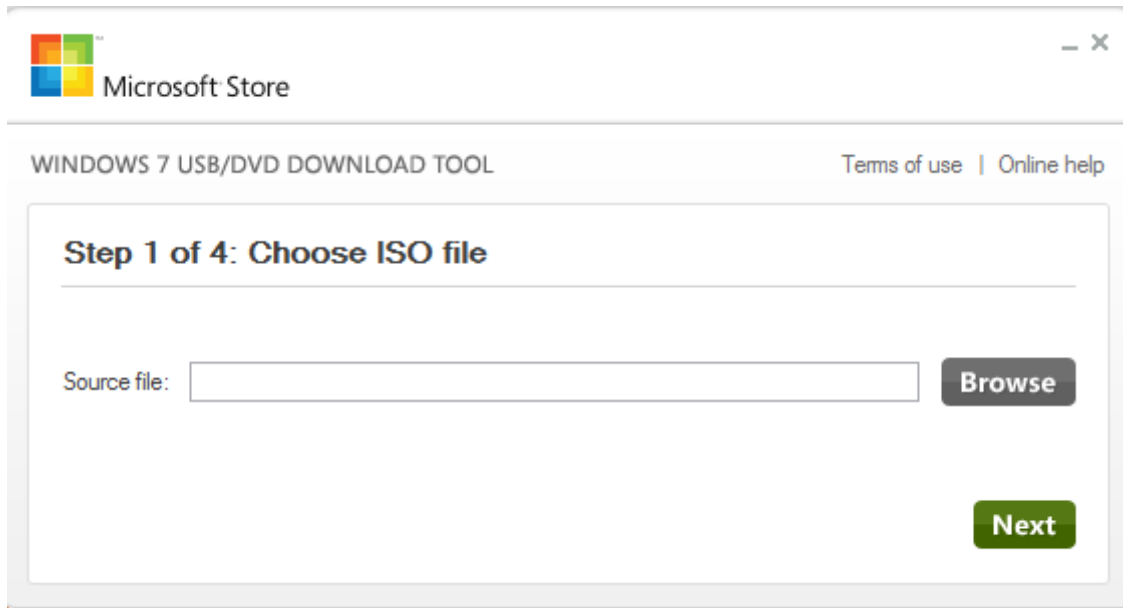 Microsoft Store
WINDOWS 7 USB/DVD DOWNLOAD TOOL
Terms of use | Online help
Step 1 of 4: Choose ISO file
Source file:
Browse
Next